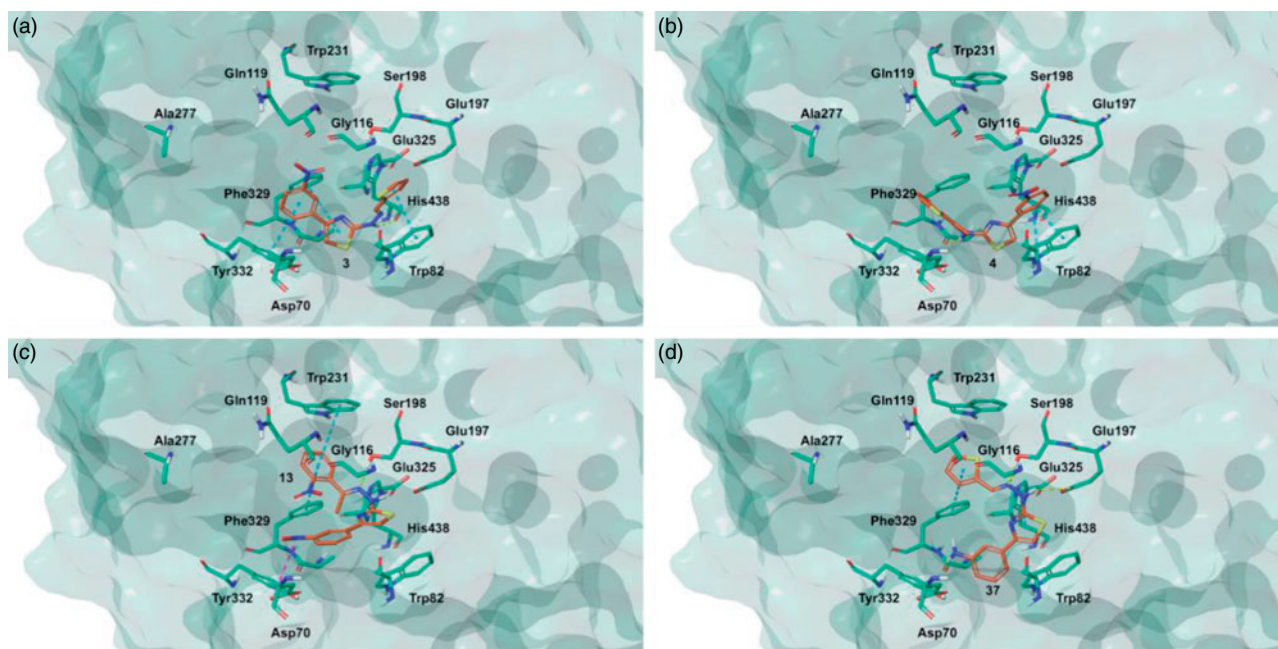 (a)
Trp231
Gln119
Ser198
Glu197
Ala277
Gly116
Glu325
Phe329
His438
3
Tyr332
Trp82
Asp70
(b)
Trp231
Gln119
Ser198
Glu197
Ala277
Gly116
Glu325
Phe329
His438
4
Tyr332
Trp82
Asp70
(c)
Trp231
Gln119
Ser198
Glu197
Ala277
Gly116
Glu325
13
Phe329
His438
Tyr332
Trp82
Asp70
(d)
Trp231
Gln119
Ser198
Glu197
Ala277
Gly116
Glu325
Phe329
His438
37
Tyr332
Trp82
Asp70